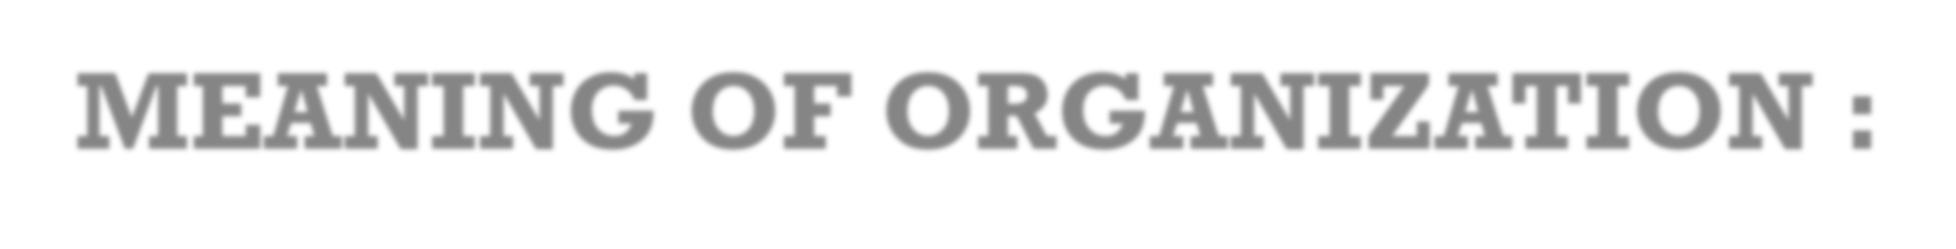 MEANING OF ORGANIZATION :